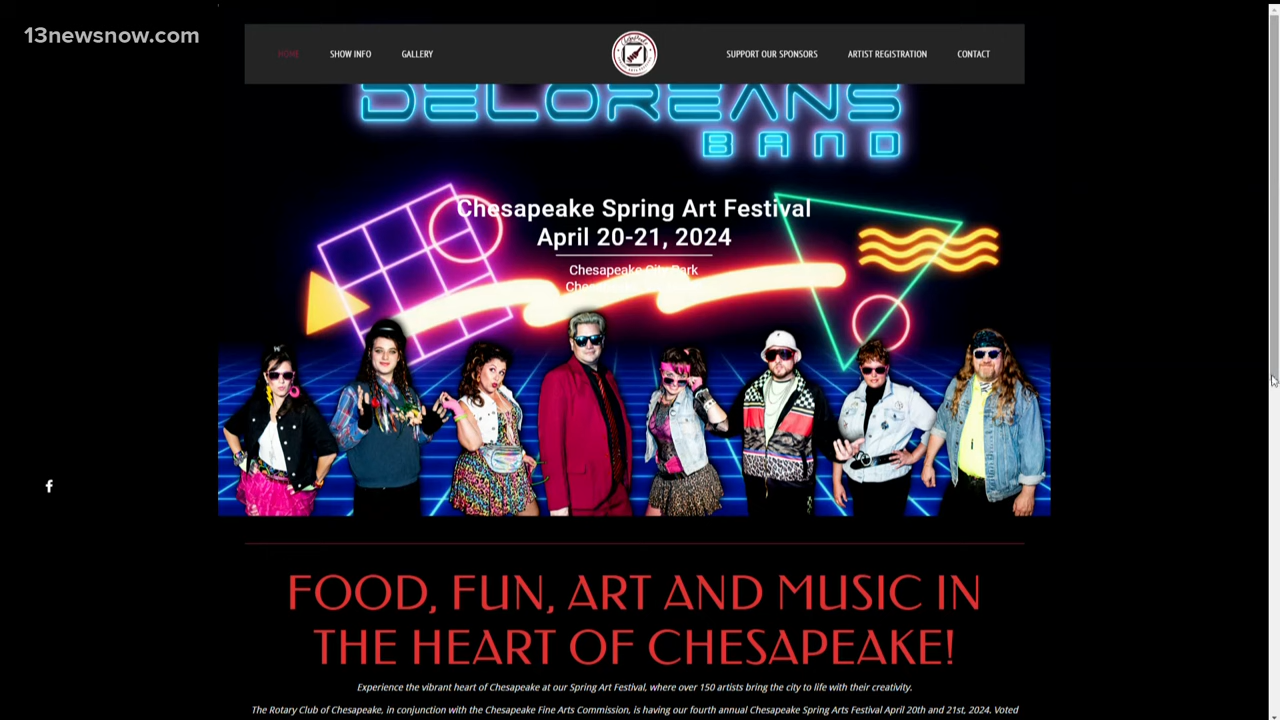 13newsnow.com
HOME SHOW INFO GALLERY SUPPORT OUR SPONSORS ARTIST REGISTRATION CONTACT
DELOREANS
BAND
Chesapeake Spring Art Festival
April 20-21, 2024
Chesapeake City Park
FOOD, FUN, ART AND MUSIC IN
THE HEART OF CHESAPEAKE!
Experience the vibrant heart of Chesapeake at our Spring Art Festival, where over 150 artists bring the city to life with their creativity.
The Rotary Club of Chesapeake, in conjunction with the Chesapeake Fine Arts Commission, is having our fourth annual Chesapeake Spring Arts Festival April 20th and 21st, 2024. Voted